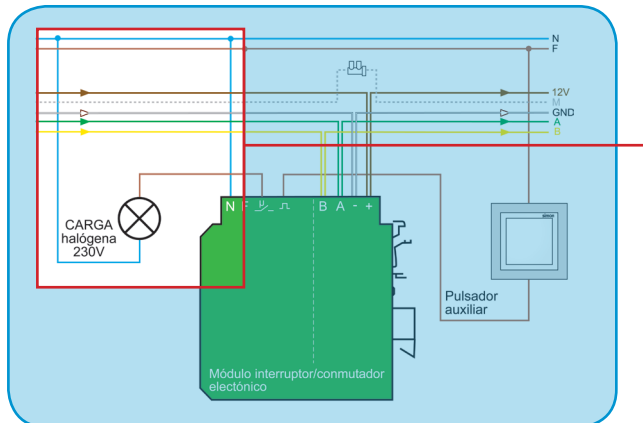 N
F
12V
M
GND
A
B
N F B A - +
CARGA
halógena
230V
Pulsador
auxiliar
Módulo interruptor/conmutador
electónico